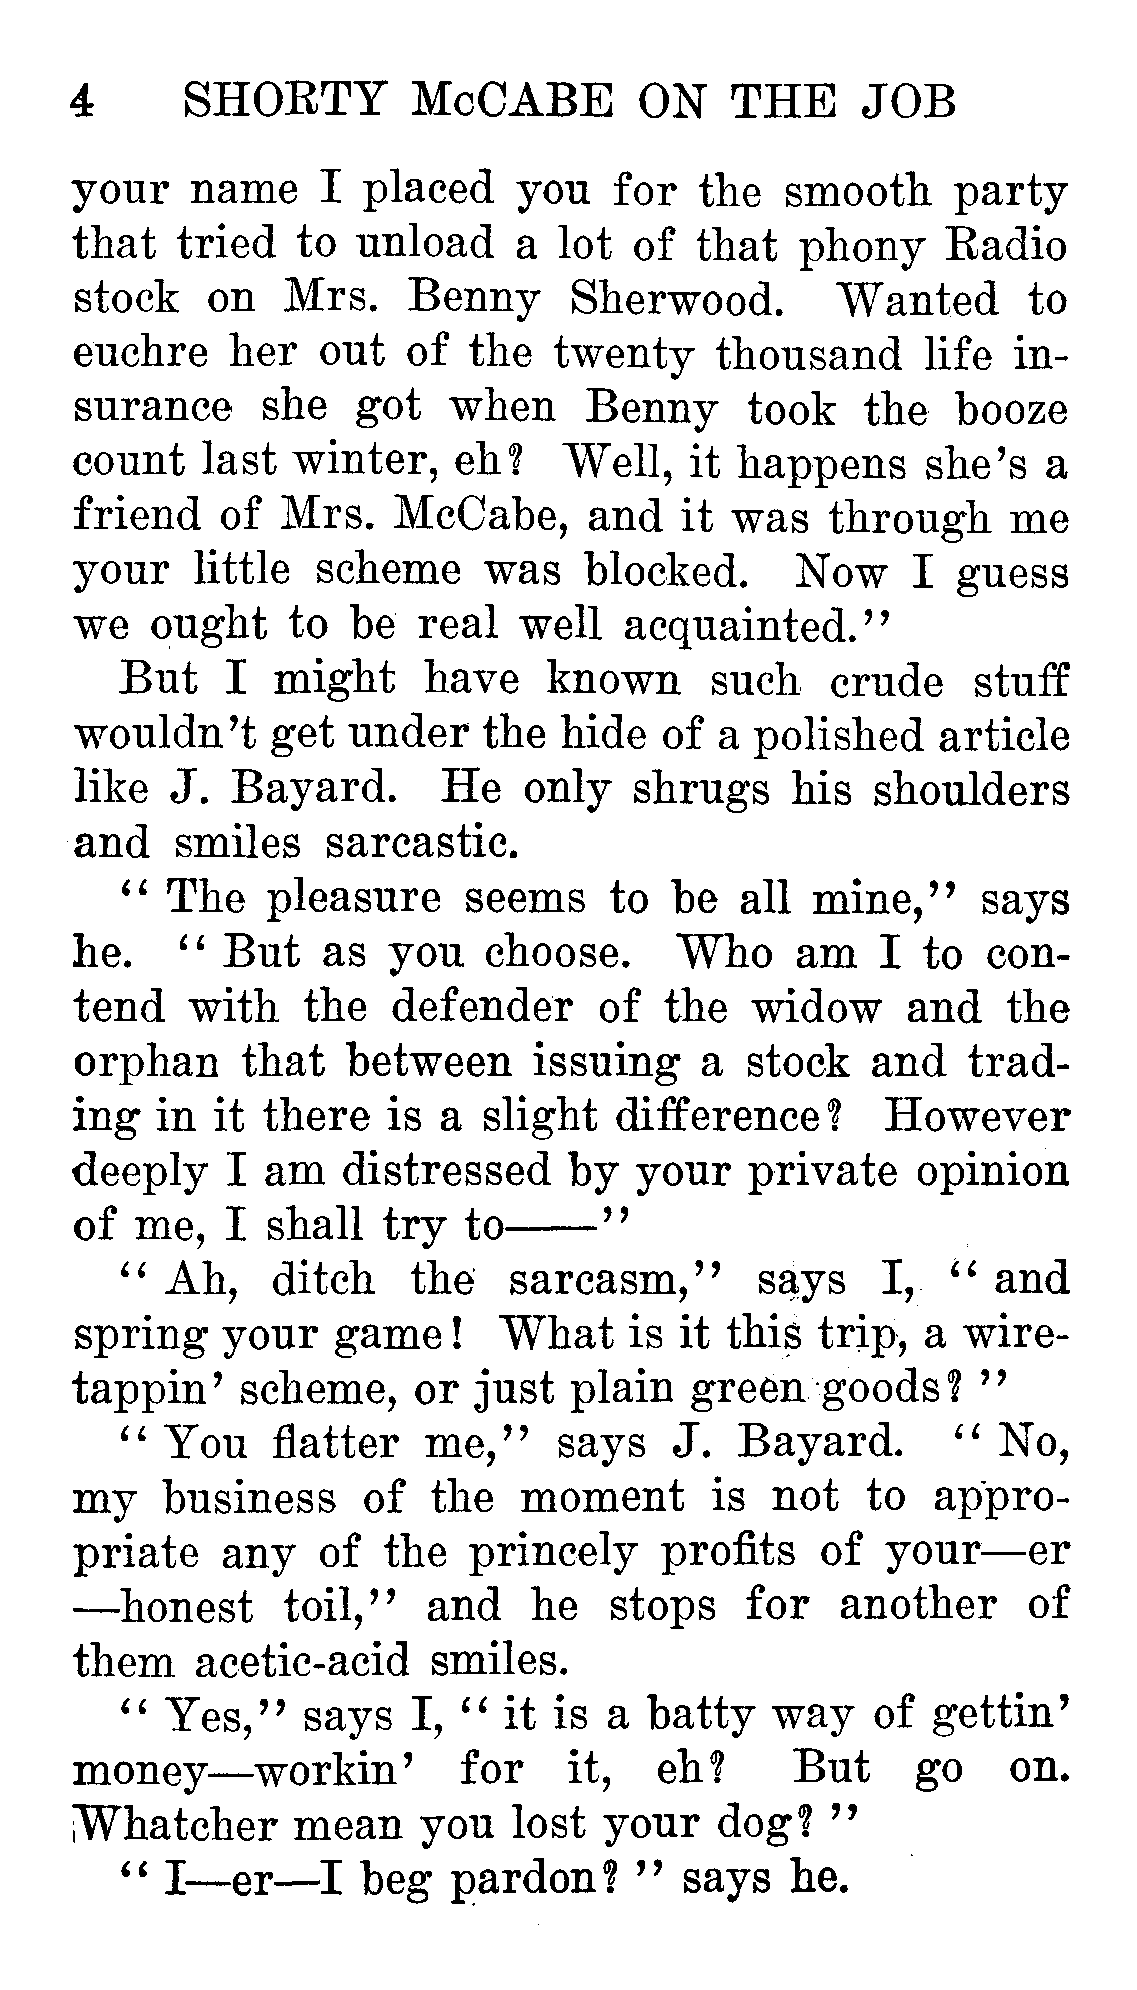 4 SHORTY McCABE ON THE JOB
your name I placed you for the smooth party
that tried to unload a lot of that phony Radio
stock on Mrs. Benny Sherwood. Wanted to
euchre her out of the twenty thousand life in-
surance she got when Benny took the booze
count last winter, eh? Well, it happens she's a
friend of Mrs. McCabe, and it was through me
your little scheme was blocked. Now I guess
we ought to be real well acquainted."
But I might have known such crude stuff
wouldn't get under the hide of a polished article
like J. Bayard. He only shrugs his shoulders
and smiles sarcastic.
" The pleasure seems to be all mine," says
he. " But as you choose. Who am I to con-
tend with the defender of the widow and the
orphan that between issuing a stock and trad-
ing in it there is a slight difference? However
deeply I am distressed by your private opinion
of me, I shall try to——"
" Ah, ditch the sarcasm," says I, " and
spring your game! What is it this trip, a wire-
tappin' scheme, or just plain green goods? "
" You flatter me," says J. Bayard. " No,
my business of the moment is not to appro-
priate any of the princely profits of your—er
—honest toil," and he stops for another of
them acetic-acid smiles.
" Yes," says I, " it is a batty way of gettin'
money—workin' for it, eh? But go on.
Whatcher mean you lost your dog? "
" I—er—I beg pardon? " says he.